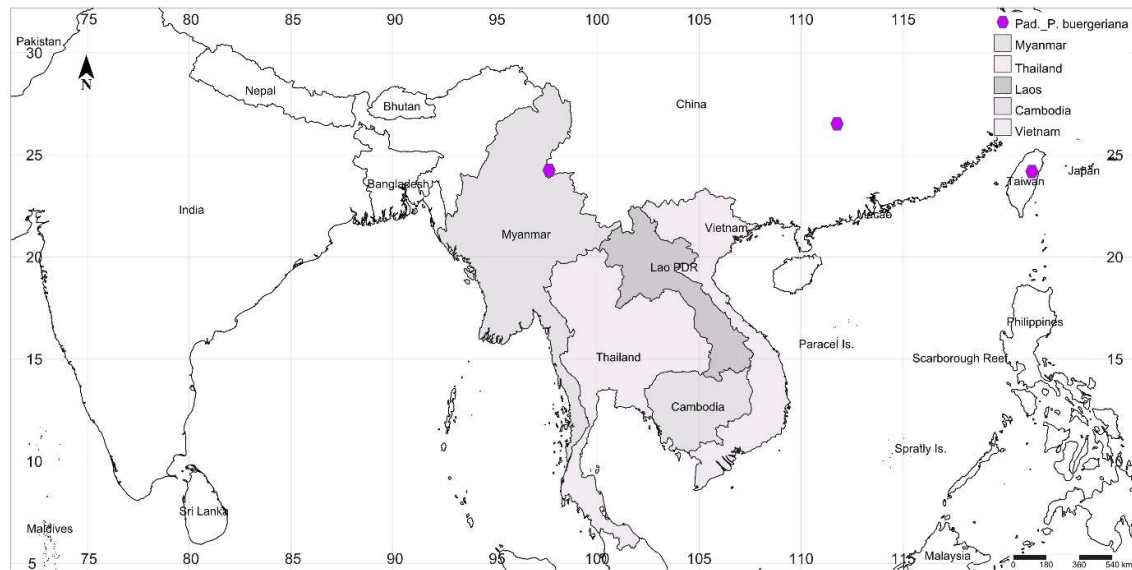 75 80 85 90 95 100 105 110 115
Pakistan
30
N
Nepal
Bhutan
China
Pad._P. buergeriana
Myanmar
Thailand
Laos
Cambodia
Vietnam
25 25
Bangladesh
Taiwan
Japan
India
Macao
Myanmar
Vietnam
20 20
Lao PDR
Philippines
15 15
Thailand
Paracel Is.
Scarborough Reef
Cambodia
10 10
Spratly Is.
Sri Lanka
Maldives
Malaysia
5 5
75 80 85 90 95 100 105 110 115
0 180 360 540 km